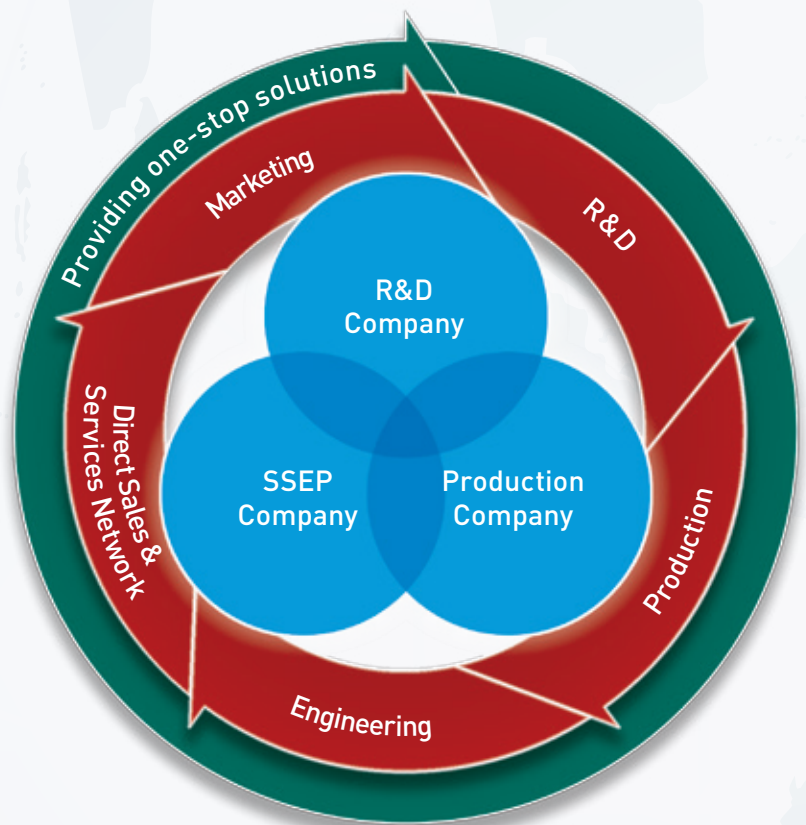 Providing one-stop solutions
Marketing
R&D
Production
Engineering
Direct Sales &
Services Network
R&D
Company
SSEP
Company
Production
Company